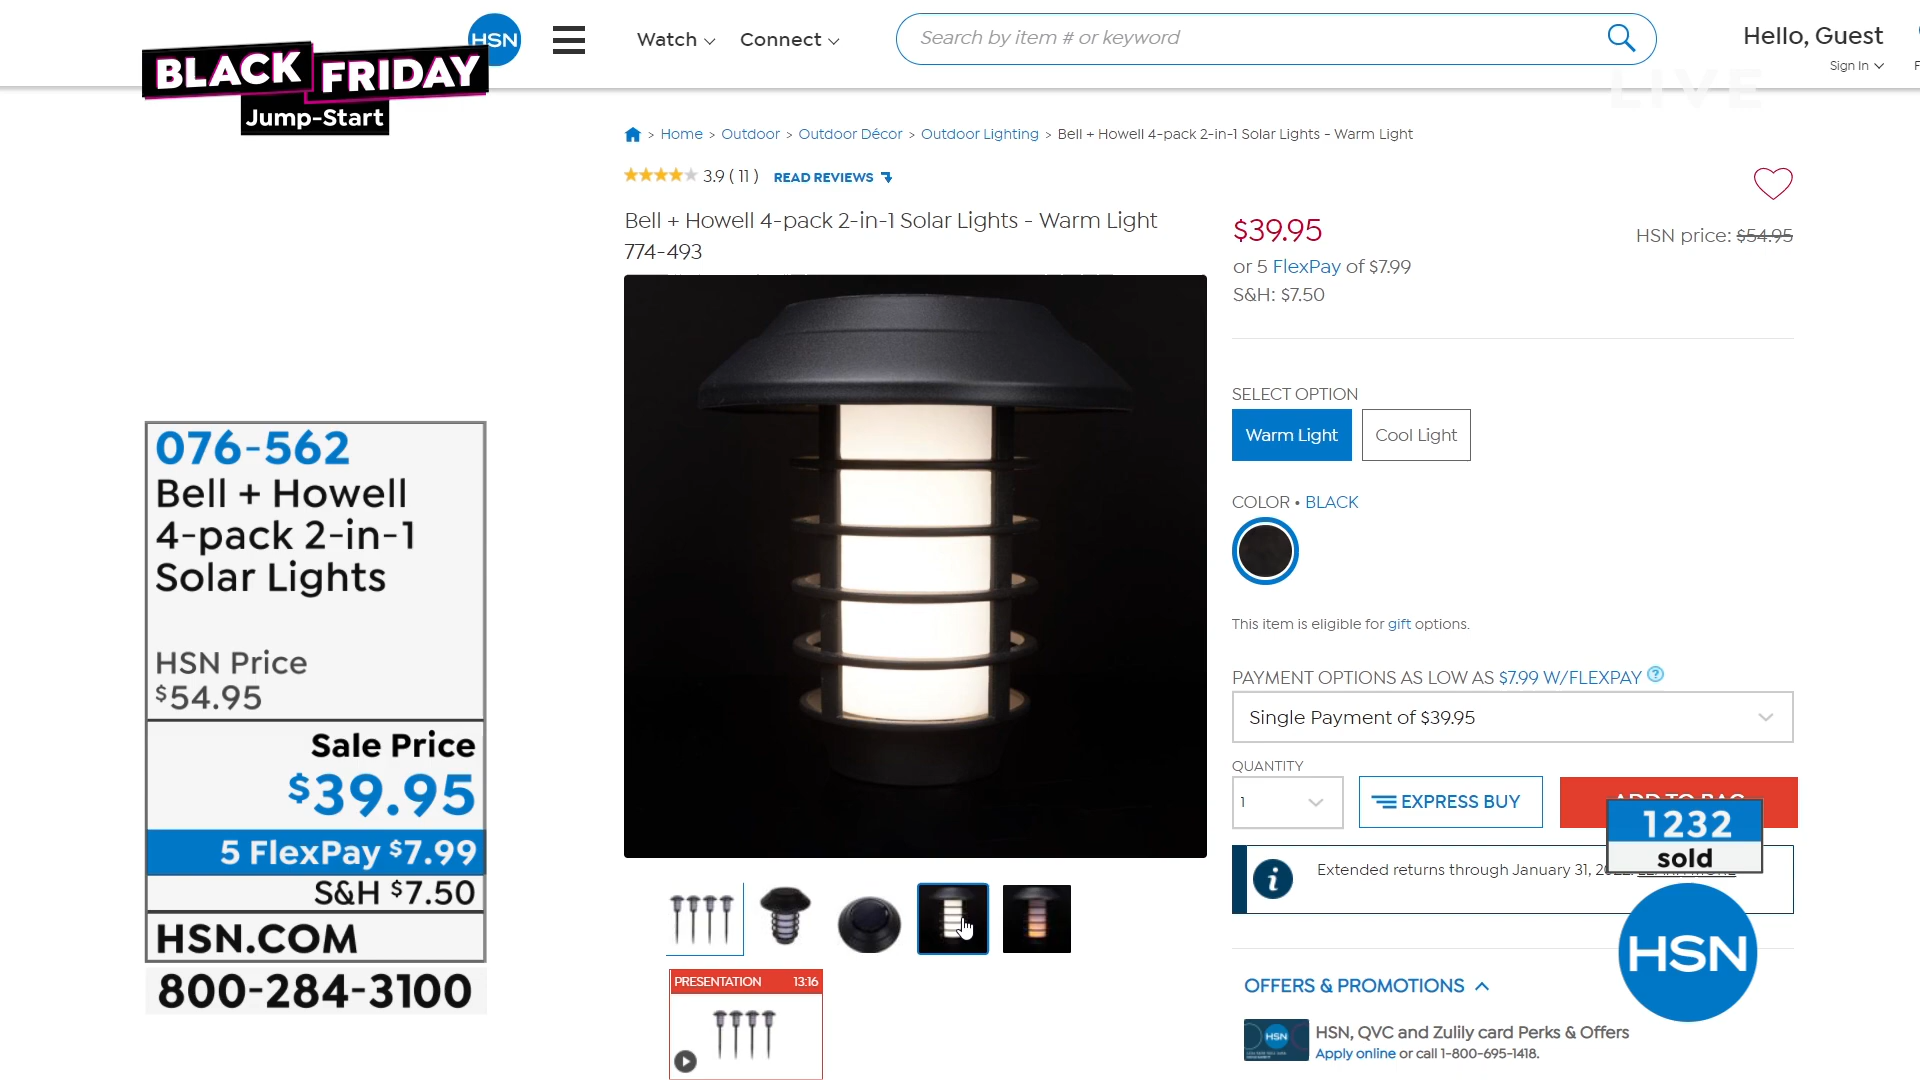 HSN
BLACK FRIDAY
Jump-Start
Watch
Connect
Search by item # or keyword
Hello, Guest
Sign In
LIVE
> Home > Outdoor > Outdoor Décor > Outdoor Lighting > Bell + Howell 4-pack 2-in-1 Solar Lights - Warm Light
3.9 ( 11 ) READ REVIEWS
Bell + Howell 4-pack 2-in-1 Solar Lights - Warm Light
774-493
$39.95
HSN price: $54.95
or 5 FlexPay of $7.99
S&H: $7.50
SELECT OPTION
Warm Light
Cool Light
COLOR • BLACK
This item is eligible for gift options.
PAYMENT OPTIONS AS LOW AS $7.99 W/FLEXPAY ?
Single Payment of $39.95
QUANTITY
1
EXPRESS BUY
ADD TO BAG
1232
sold
Extended returns through January 31,
HSN
OFFERS & PROMOTIONS
HSN
HSN, QVC and Zulily card Perks & Offers
Apply online or call 1-800-695-1418.
PRESENTATION 13:16
076-562
Bell + Howell
4-pack 2-in-1
Solar Lights
HSN Price
$54.95
Sale Price
$39.95
5 FlexPay $7.99
S&H $7.50
HSN.COM
800-284-3100